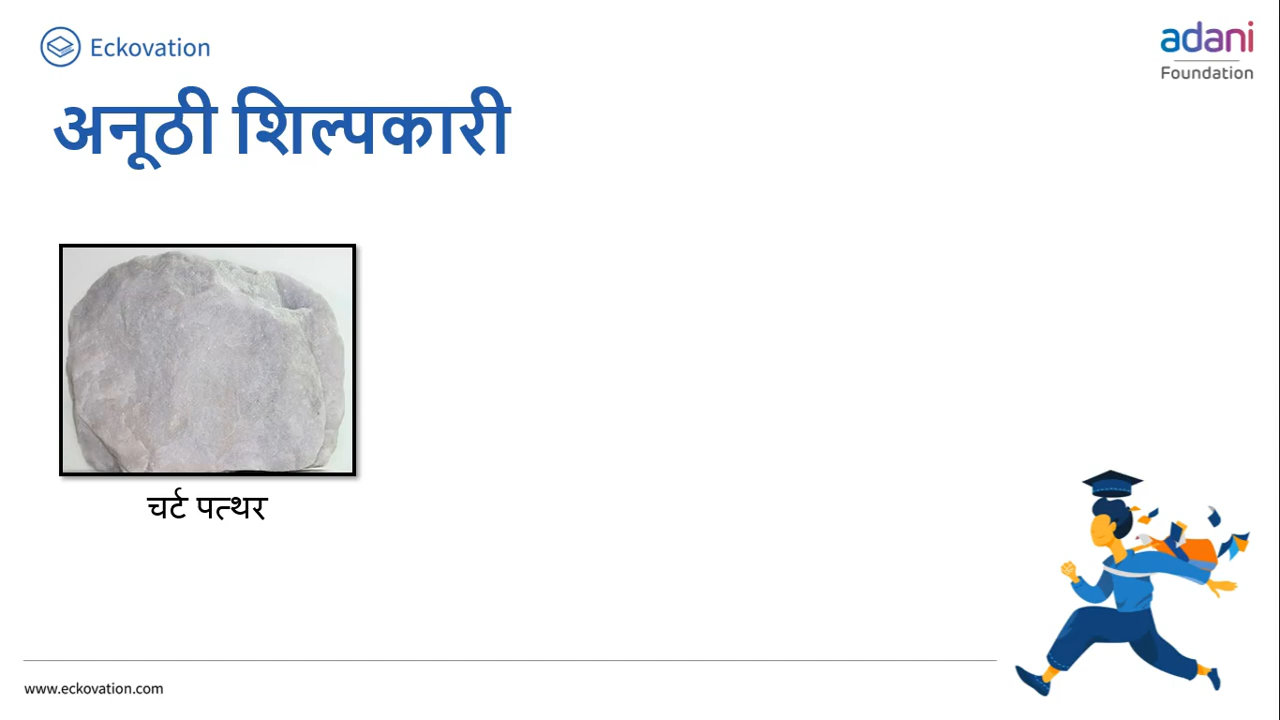 Eckovation
adani
Foundation
अनूठी शिल्पकारी
चर्ट पत्थर
www.eckovation.com